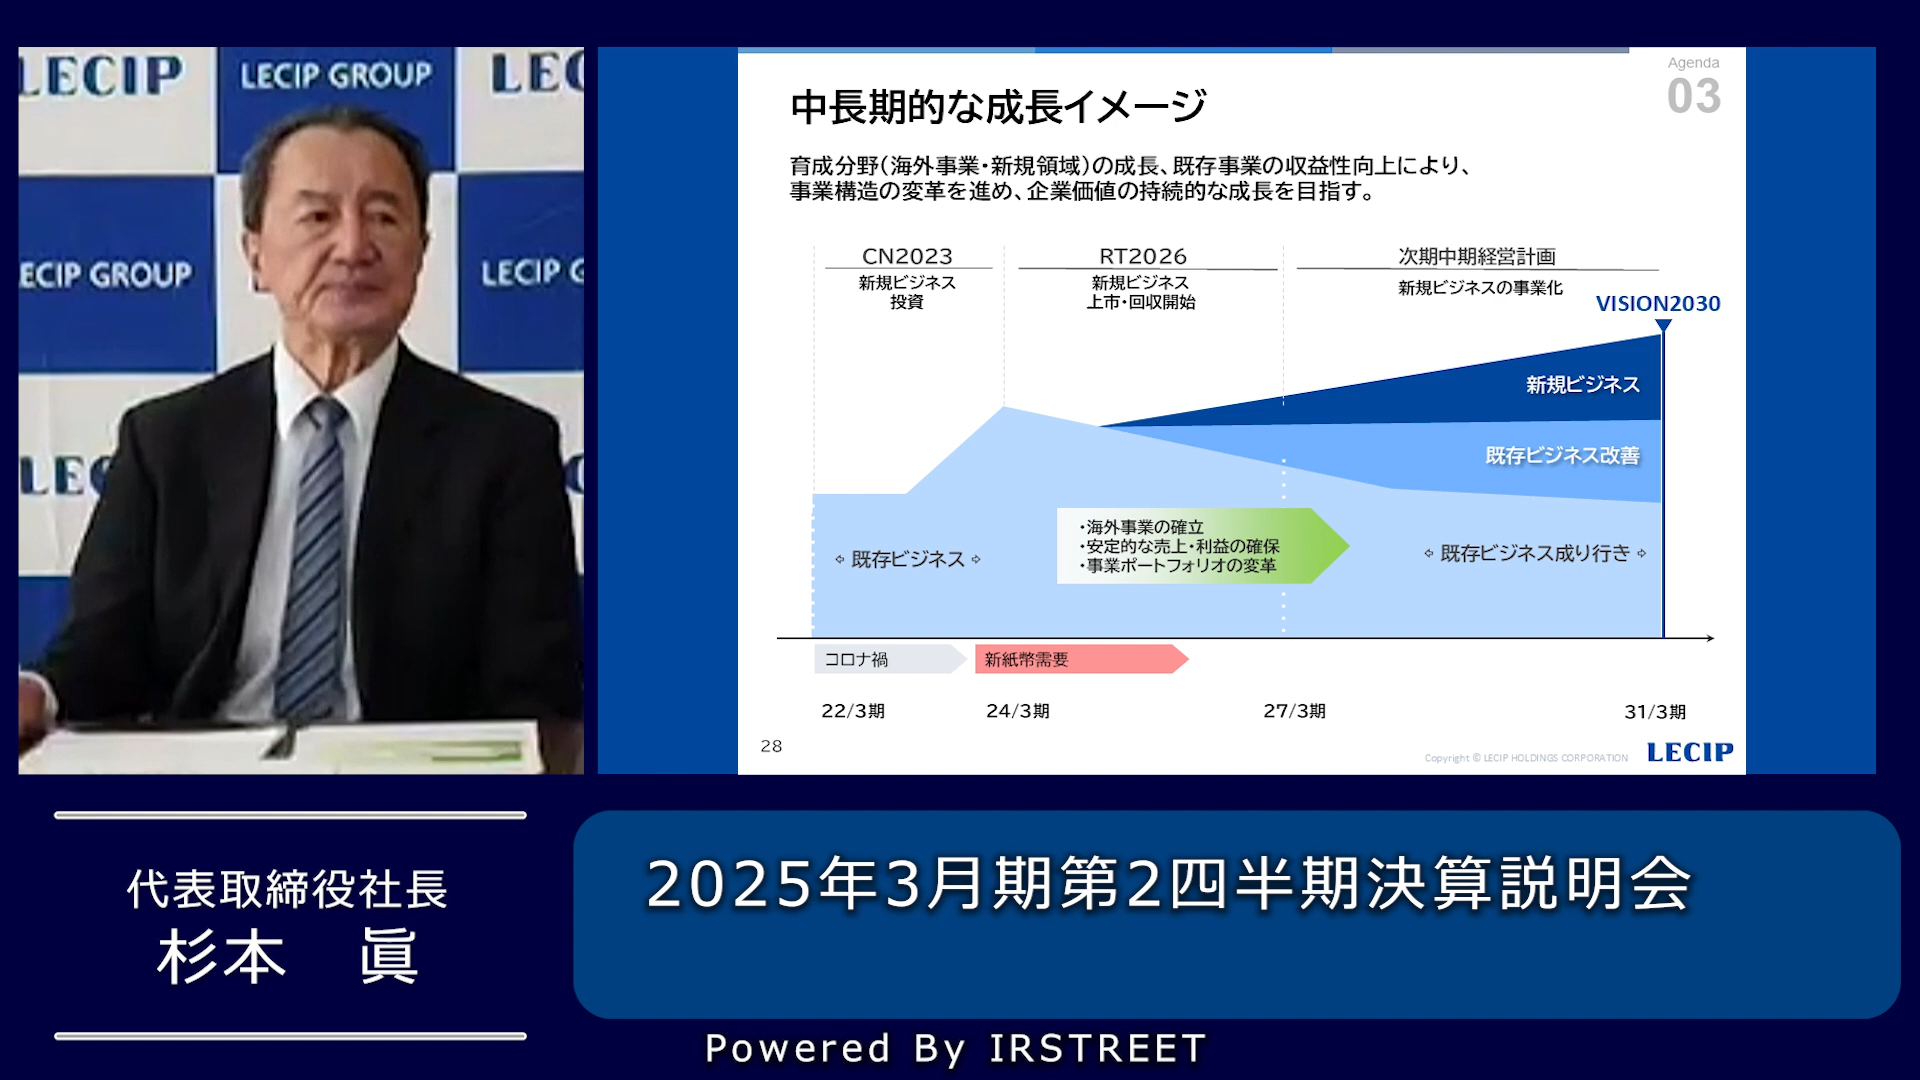 LECIP
LECIP GROUP
LEC
ECIP GROUP
LECIP G
LEC
Agenda
03
中長期的な成長イメージ
育成分野（海外事業・新規領域）の成長、既存事業の収益性向上により、
事業構造の変革を進め、企業価値の持続的な成長を目指す。
CN2023
新規ビジネス
投資
RT2026
新規ビジネス
上市・回収開始
次期中期経営計画
新規ビジネスの事業化
VISION2030
新規ビジネス
既存ビジネス改善
・海外事業の確立
・安定的な売上・利益の確保
・事業ポートフォリオの変革
⇦ 既存ビジネス ⇨
⇦ 既存ビジネス成り行き ⇨
コロナ禍
新紙幣需要
22/3期
24/3期
27/3期
31/3期
28
Copyright © LECIP HOLDINGS CORPORATION
LECIP
代表取締役社長
杉本　眞
2025年3月期第2四半期決算説明会
Powered By IRSTREET